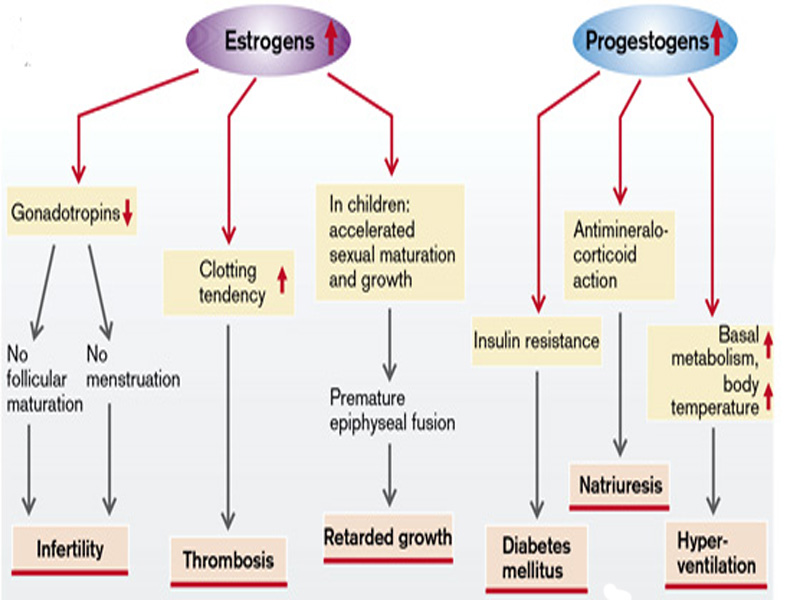 Estrogens
Progestogens
Gonadotropins
Clotting
tendency
In children:
accelerated
sexual maturation
and growth
Insulin resistance
Antimineralo-
corticoid
action
Basal
metabolism,
body
temperature
No
follicular
maturation
No
menstruation
Premature
epiphyseal fusion
Infertility
Thrombosis
Retarded growth
Diabetes
mellitus
Natriuresis
Hyper-
ventilation